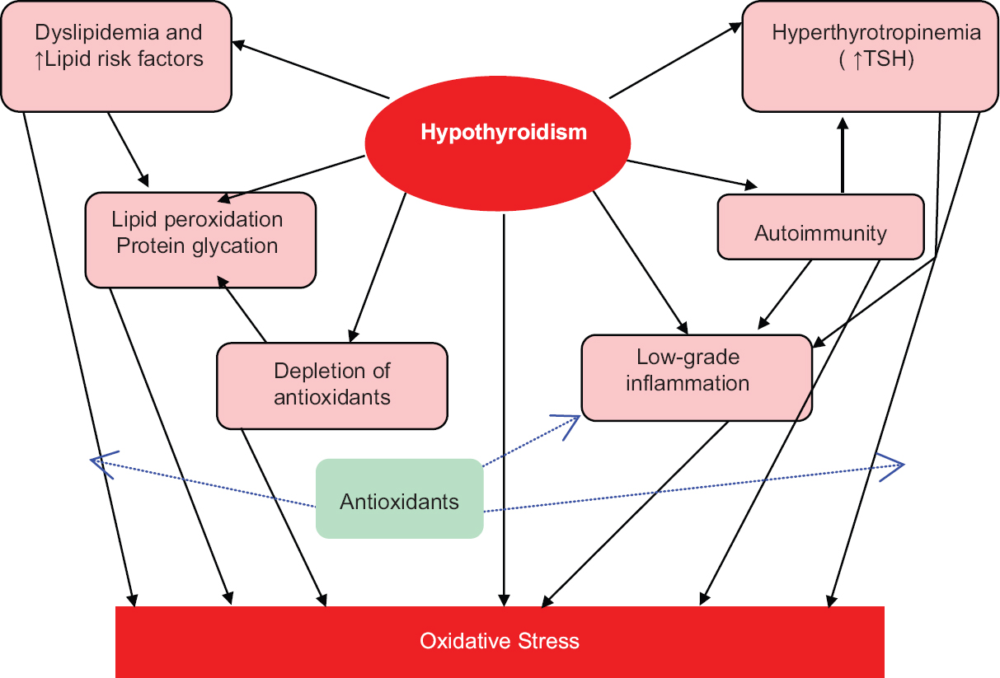 Dyslipidemia and
↑Lipid risk factors
Hyperthyrotropinemia
( ↑TSH)
Hypothyroidism
Lipid peroxidation
Protein glycation
Autoimmunity
Depletion of
antioxidants
Low-grade
inflammation
Antioxidants
Oxidative Stress